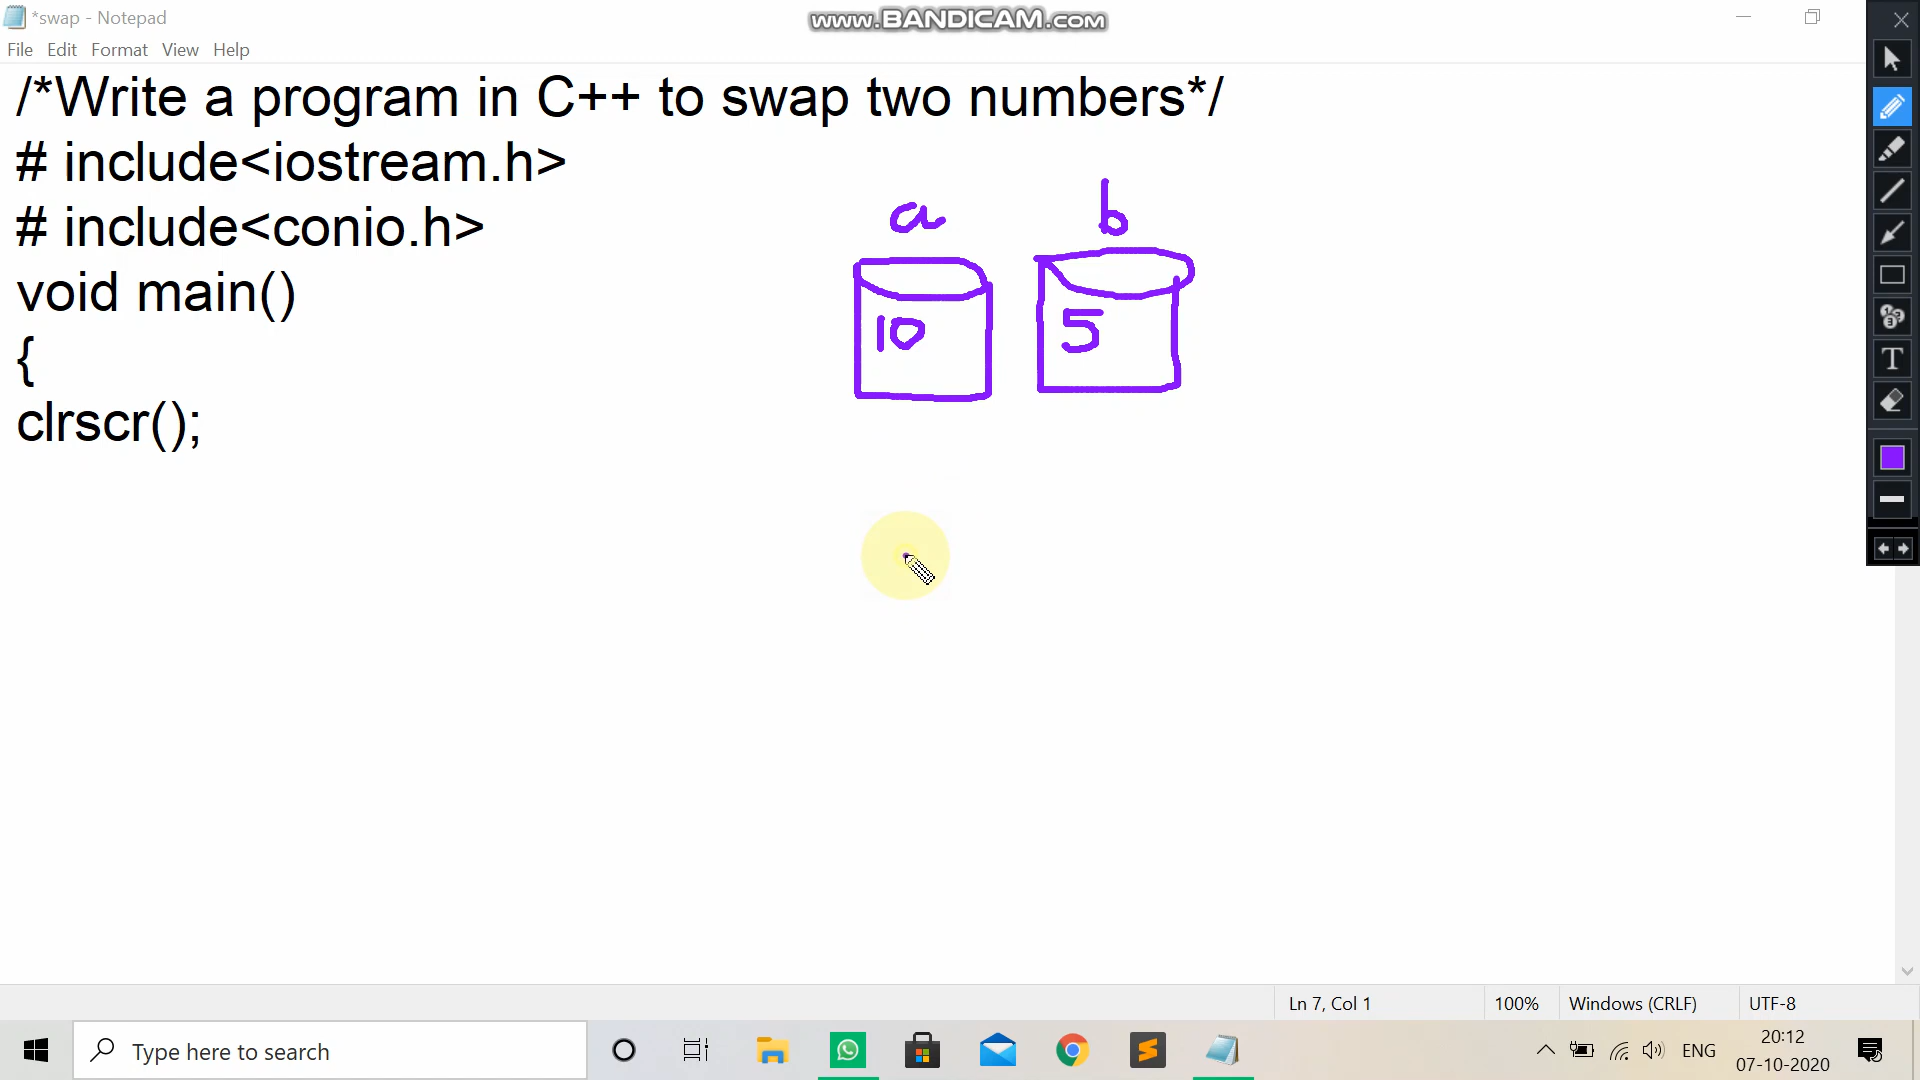 *swap - Notepad
www.BANDICAM.com
File Edit Format View Help
/*Write a program in C++ to swap two numbers*/
# include<iostream.h>
# include<conio.h>
void main()
{
clrscr();
a b
10 5
T
Ln 7, Col 1 100% Windows (CRLF) UTF-8
Type here to search
ENG
20:12
07-10-2020